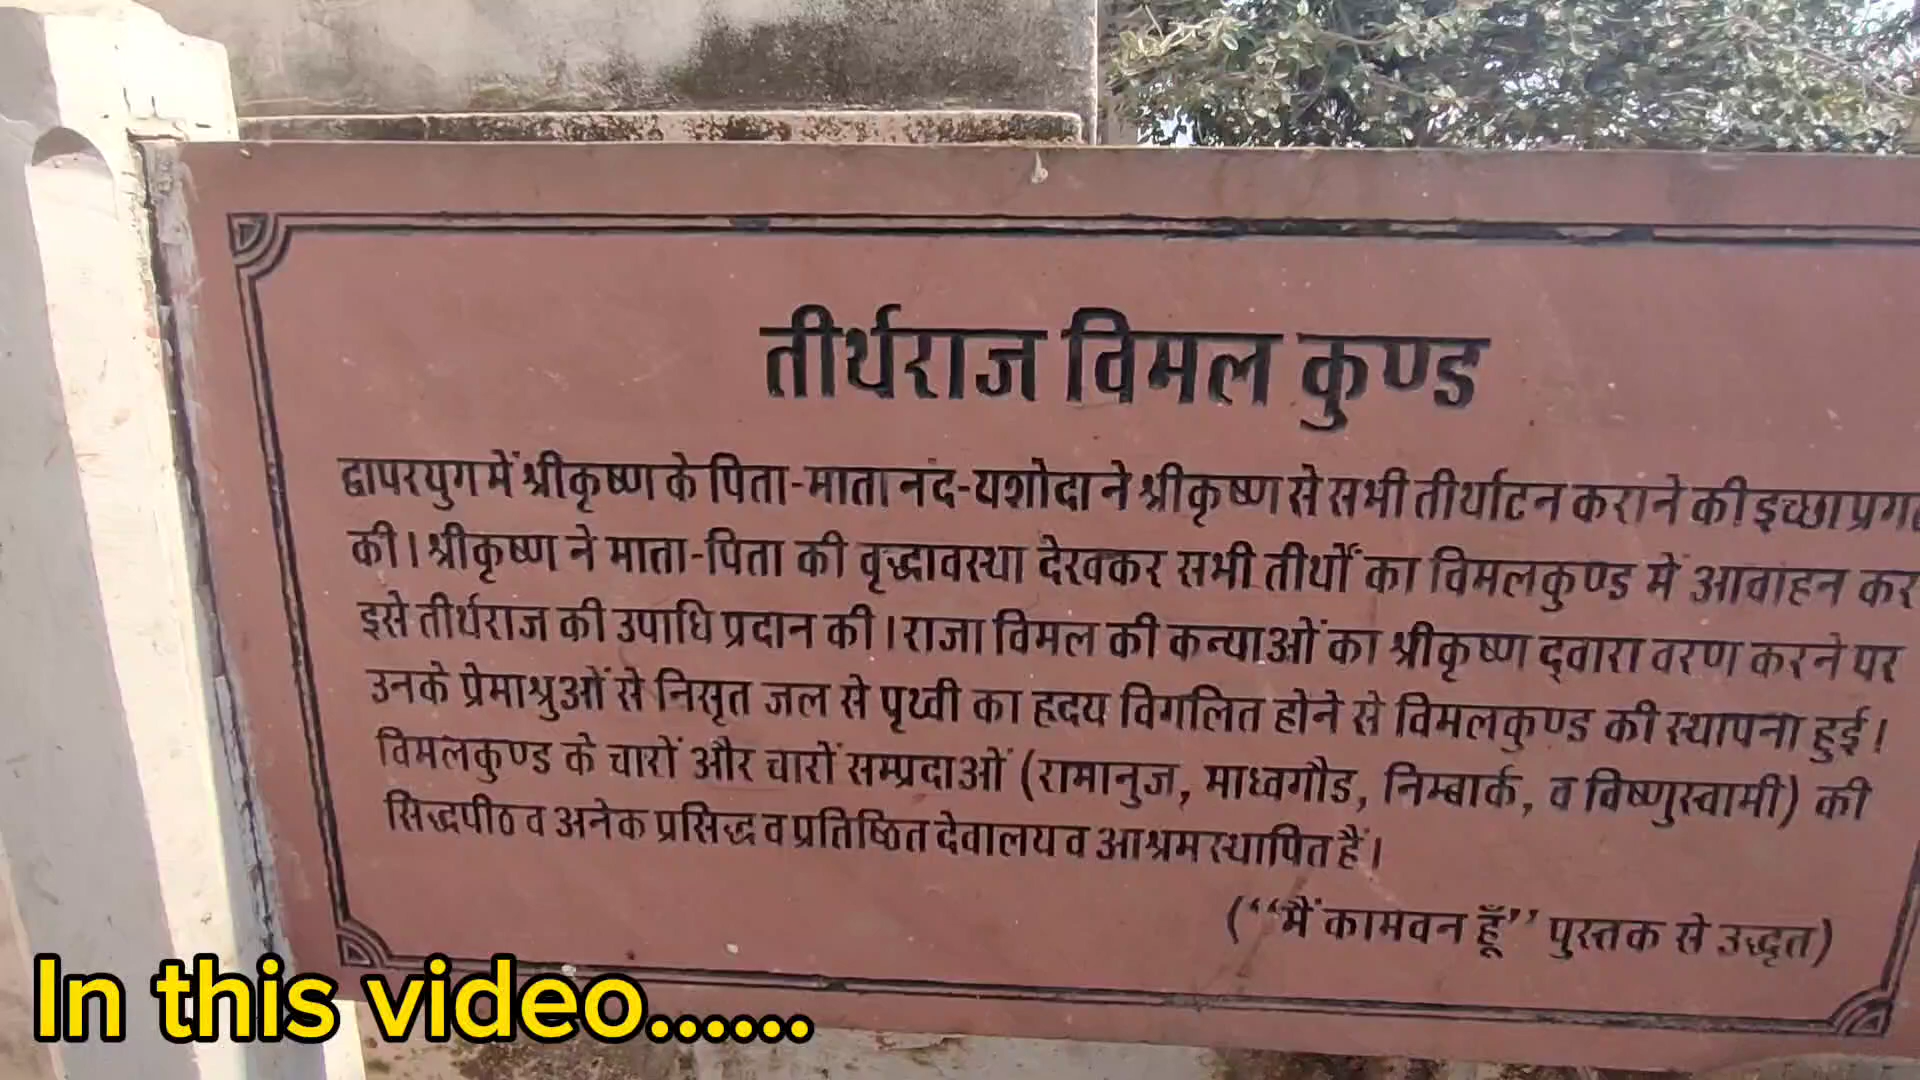 तीर्थराज विमल कुण्ड
द्वापरयुग में श्रीकृष्ण के पिता-माता नंद-यशोदा ने श्रीकृष्ण से सभी तीर्थाटन कराने की इच्छा
की। श्रीकृष्ण ने माता-पिता की वृद्धावस्था देखकर सभी तीर्थों का विमलकुण्ड में आवाहन कर
इसे तीर्थराज की उपाधि प्रदान की। राजा विमल की कन्याओं का श्रीकृष्ण द्वारा वरण करने पर
उनके प्रेमाश्रुओं से निसृत जल से पृथ्वी का हृदय विगलित होने से विमलकुण्ड की स्थापना हुई।
विमलकुण्ड के चारों और चारों सम्प्रदाओं (रामानुज, माध्वगौड, निम्बार्क, व विष्णुस्वामी) की
सिद्धपीठ व अनेक प्रसिद्ध व प्रतिष्ठित देवालय व आश्रम स्थापित हैं।
(“मैं कामवन हूँ” पुस्तक से उद्धृत)
In this video......